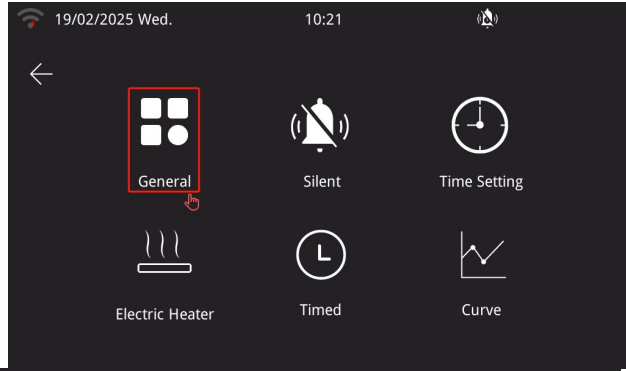 19/02/2025 Wed. 10:21
General Silent Time Setting
Electric Heater Timed Curve